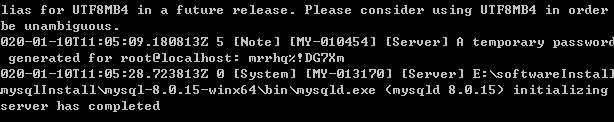 lias for UTF8MB4 in a future release. Please consider using UTF8MB4 in order
be unambiguous.
020-01-10T11:05:09.180813Z 5 [Note] [MY-010454] [Server] A temporary password
generated for root@localhost: mrrhq%!DG7Xm
020-01-10T11:05:28.723813Z 0 [System] [MY-013170] [Server] E:\softwareInstall
mysqlInstall\mysql-8.0.15-winx64\bin\mysqld.exe (mysqld 8.0.15) initializing
server has completed